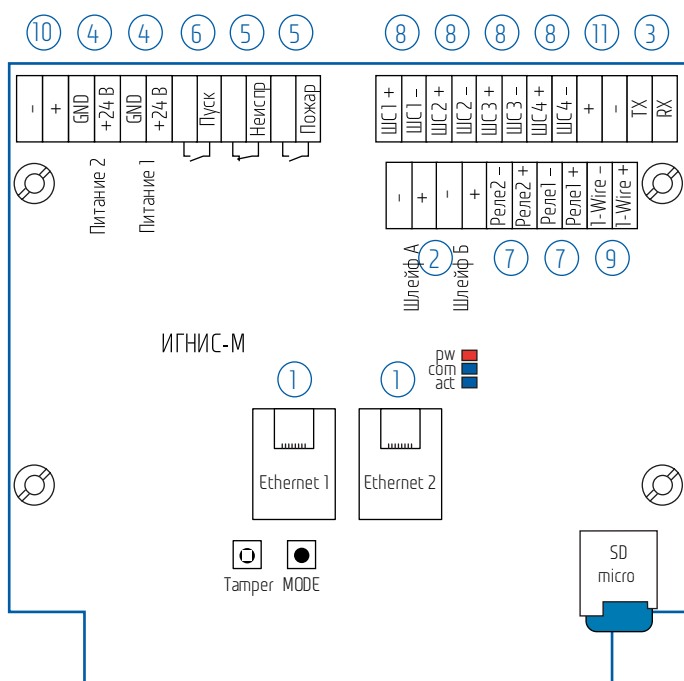 10 4 4 6 5 5 8 8 8 8 11 3
- + GND +24 В GND +24 В Пуск Неиспр Пожар
ШС1 + ШС1 - ШС2 + ШС2 - ШС3 + ШС3 - ШС4 + ШС4 - + - TX RX
Питание 2 Питание 1
- + - + Реле2 - Реле2 + Реле1 - Реле1 + 1-Wire - 1-Wire +
Шлейф А 2 Шлейф Б 7 7 9
ИГНИС-М
pw
com
act
1 1
Ethernet 1 Ethernet 2
Tamper MODE
SD
micro